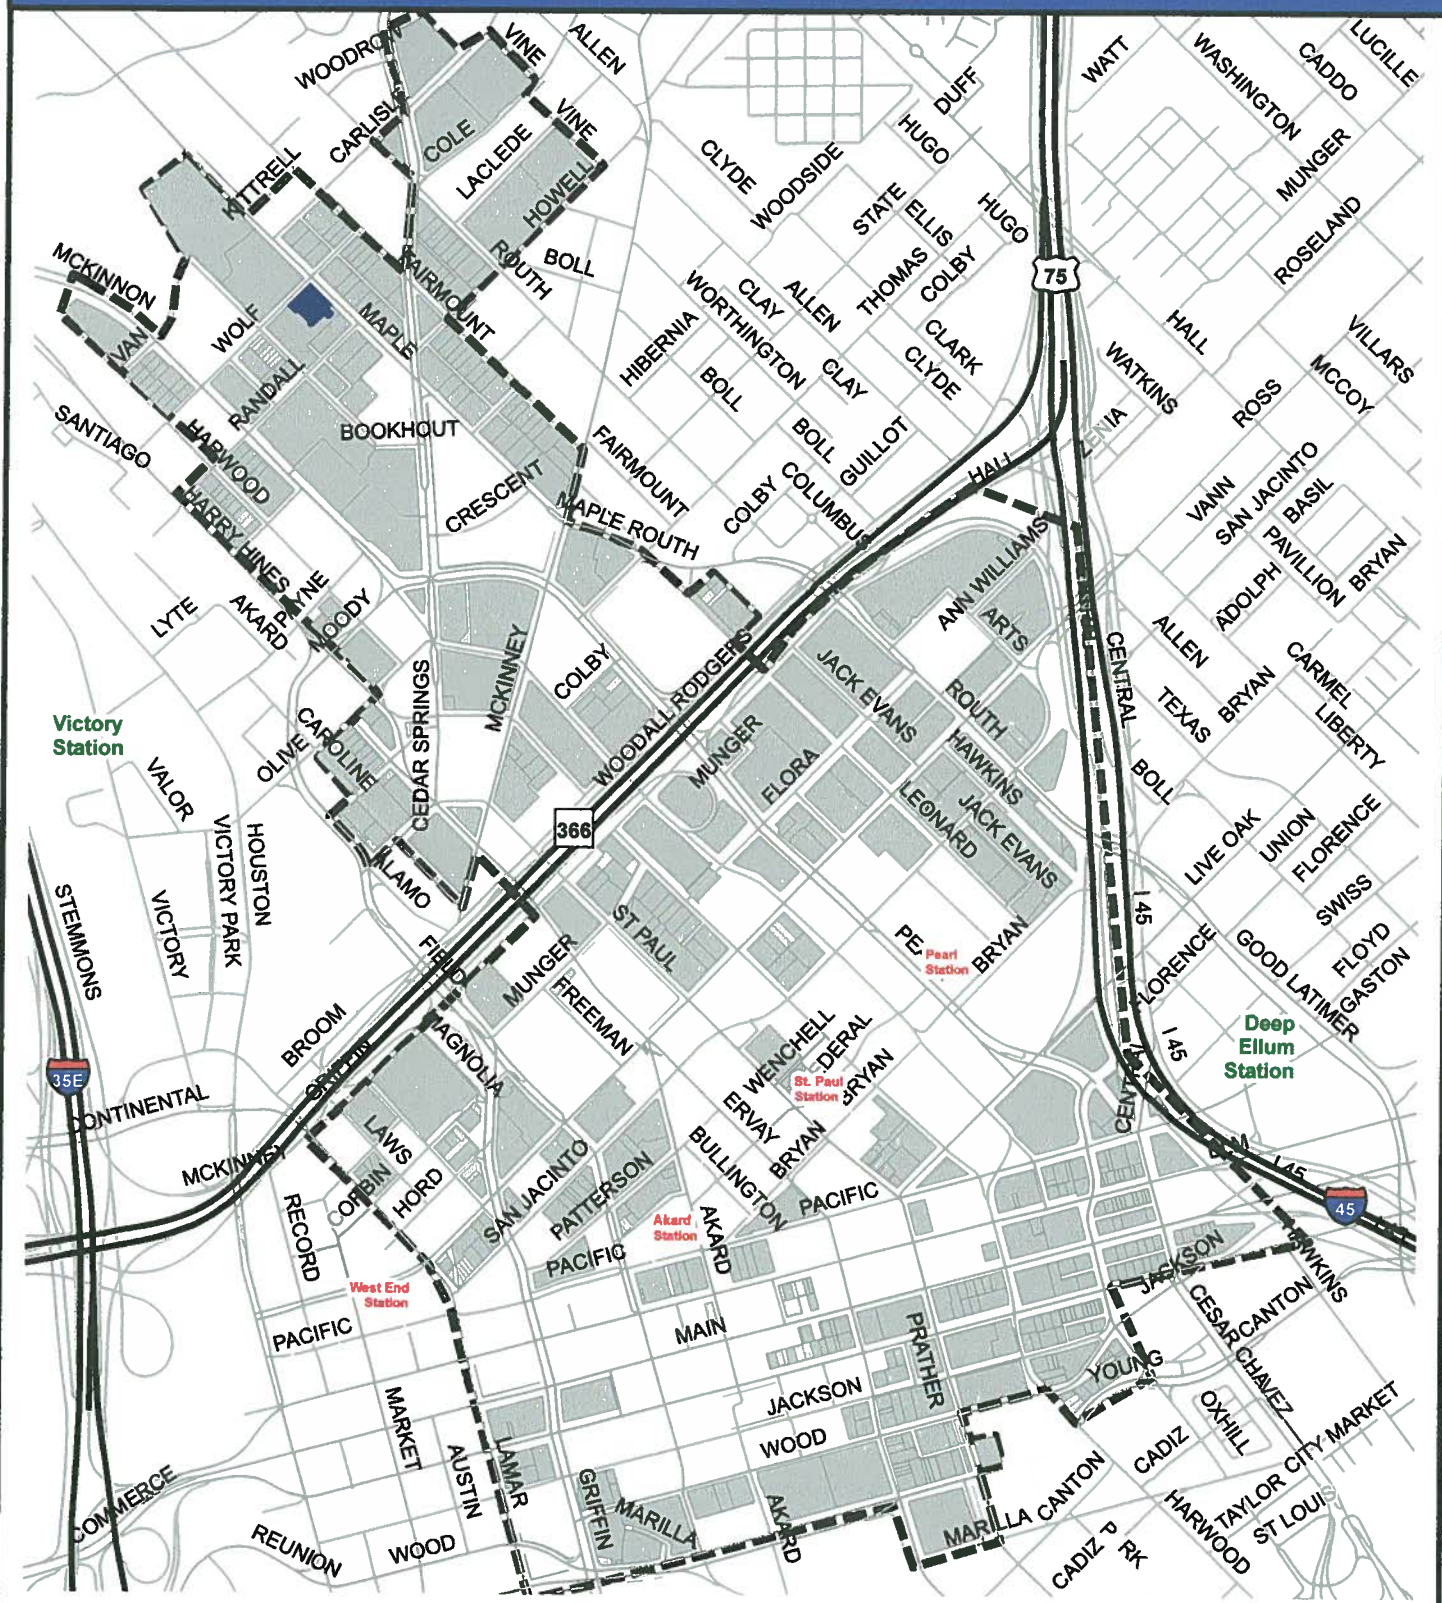 WOODROW
VINE
ALLEN
DUFF
WATT
WASHINGTON
CADDO
LUCILLE
CARLISL
COLE
VINE
LACLEDE
HOWELL
CLYDE
WOODSIDE
HUGO
MUNGER
KITTRELL
STATE
ELLIS
HUGO
ROSELAND
MCKINNON
FAIRMOUNT
ROUTH
BOLL
THOMAS
COLBY
75
IVAN
WOLF
MAPLE
CLAY
ALLEN
WORTHINGTON
HIBERNIA
CLARK
CLYDE
HALL
VILLARS
WATKINS
MCCOY
RANDALL
BOLL
CLAY
ROSS
SANTIAGO
HARWOOD
BOOKHOUT
FAIRMOUNT
BOLL
GUILLOT
ZENIA
CRESCENT
COLBY
COLUMBUS
HALL
VANN
SAN JACINTO
BASIL
HARRY HINES
MAPLE ROUTH
PAVILLION
BRYAN
LYTE
AKARD
PAYNE
MOODY
ANN WILLIAMS
ARTS
ADOLPH
ALLEN
CARMEL
MCKINNEY
COLBY
WOODALL RODGERS
JACK EVANS
ROUTH
CENTRAL
TEXAS
BRYAN
LIBERTY
Victory
Station
CAROLINE
OLIVE
CEDAR SPRINGS
MUNGER
FLORA
HAWKINS
BOLL
VALOR
HOUSTON
VICTORY PARK
366
LEONARD
JACK EVANS
LIVE OAK
UNION
FLORENCE
STEMMONS
VICTORY
ALAMO
ST PAUL
I 45
SWISS
FIELD
MUNGER
Pearl
Station
BRYAN
FLORENCE
GOOD LATIMER
FLOYD
GASTON
FREEMAN
BROOM
MAGNOLIA
WENCHELL
BRYAN
I 45
Deep
Ellum
Station
35E
CONTINENTAL
GRIFFIN
St. Paul
Station
ERVAY
LAWS
BULLINGTON
BRYAN
MCKINNEY
CORBIN
HORD
SAN JACINTO
PATTERSON
PACIFIC
I 45
45
RECORD
Akard
Station
AKARD
PACIFIC
JACKSON
HAWKINS
West End
Station
PACIFIC
MAIN
PRATHER
CESAR CHAVEZ
CANTON
YOUNG
MARKET
JACKSON
OXHILL
CITY MARKET
WOOD
CADIZ
AUSTIN
LAMAR
COMMERCE
GRIFFIN
MARILLA
AKARD
CANTON
HARWOOD
TAYLOR
ST LOUIS
REUNION
WOOD
MARILLA
CADIZ